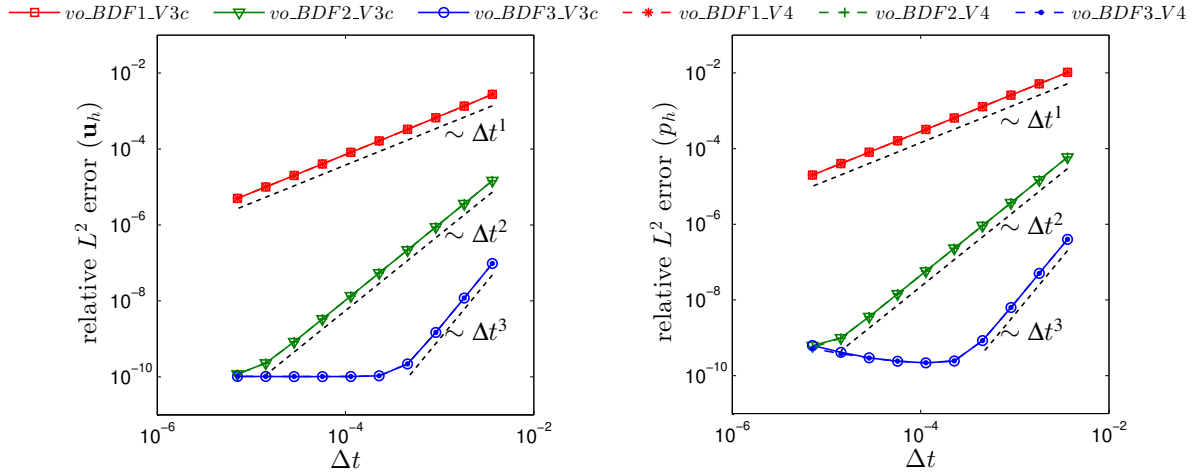 vo_BDF1_V3c vo_BDF2_V3c vo_BDF3_V3c vo_BDF1_V4 vo_BDF2_V4 vo_BDF3_V4
relative L² error (u_h)
10⁻²
10⁻⁴
10⁻⁶
10⁻⁸
10⁻¹⁰
∼ Δt¹
∼ Δt²
∼ Δt³
10⁻⁶ 10⁻⁴ 10⁻²
Δt
relative L² error (p_h)
10⁻²
10⁻⁴
10⁻⁶
10⁻⁸
10⁻¹⁰
∼ Δt¹
∼ Δt²
∼ Δt³
10⁻⁶ 10⁻⁴ 10⁻²
Δt